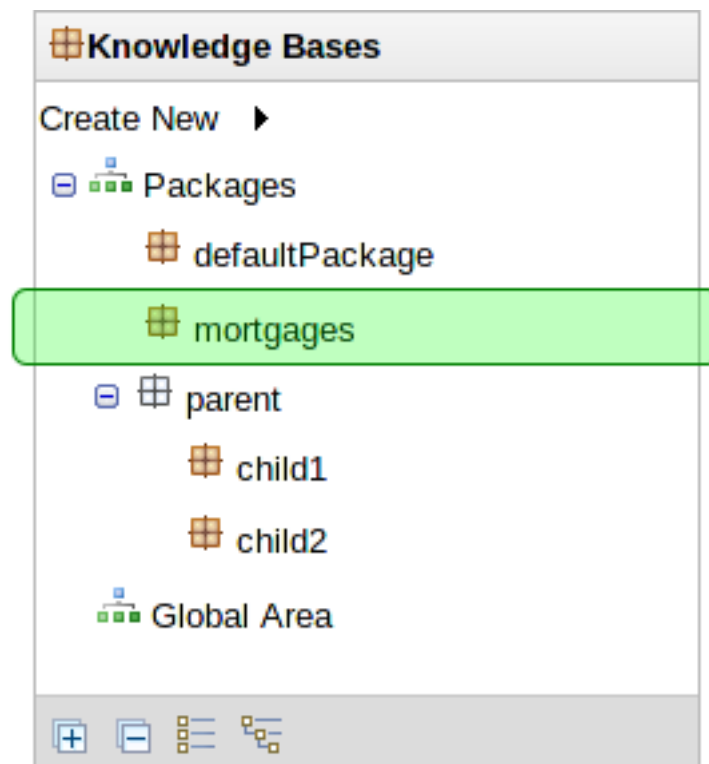 Knowledge Bases
Create New
Packages
defaultPackage
mortgages
parent
child1
child2
Global Area